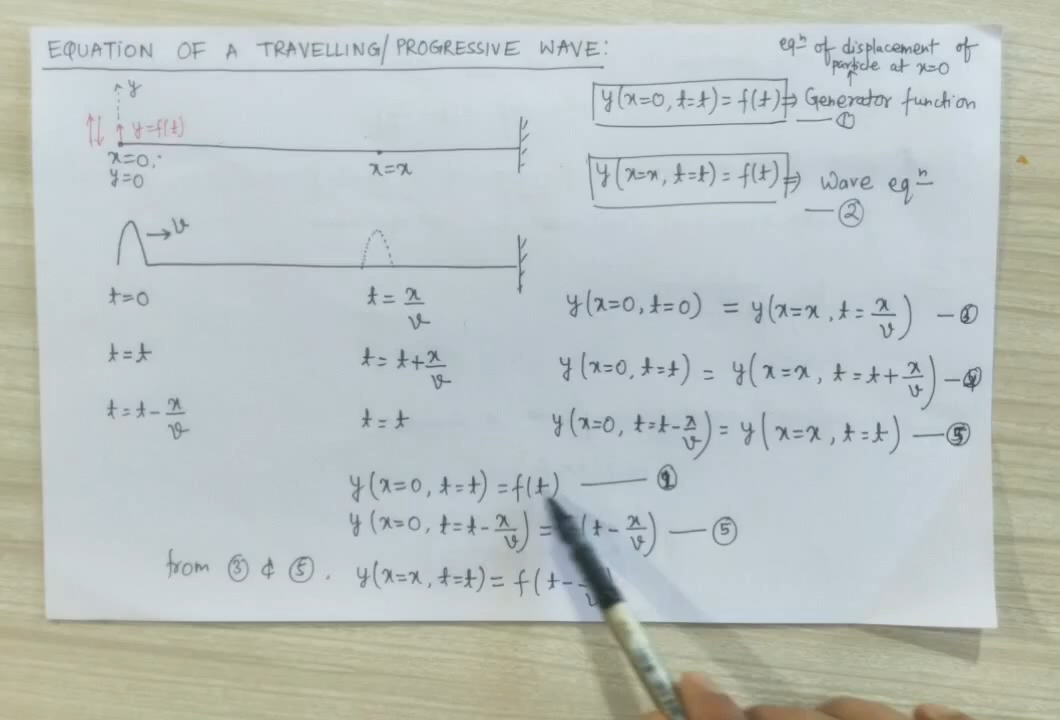 EQUATION OF A TRAVELLING/PROGRESSIVE WAVE:
eqⁿ of displacement of
particle at x=0
y
y=f(t)
x=0,
y=0
x=x
y(x=0, t=t) = f(t) ⇒ Generator function
— ①
y(x=x, t=t) = f(t) ⇒ Wave eqⁿ
— ②
→ v
t=0
t = x/v
y(x=0, t=0) = y(x=x, t = x/v) — ③
t=t
t = t + x/v
y(x=0, t=t) = y(x=x, t = t + x/v) — ④
t = t - x/v
t = t
y(x=0, t=t - x/v) = y(x=x, t=t) — ⑤
y(x=0, t=t) = f(t) — ①
y(x=0, t=t - x/v) = (t - x/v) — ⑤
from ③ & ⑤. y(x=x, t=t) = f(t -